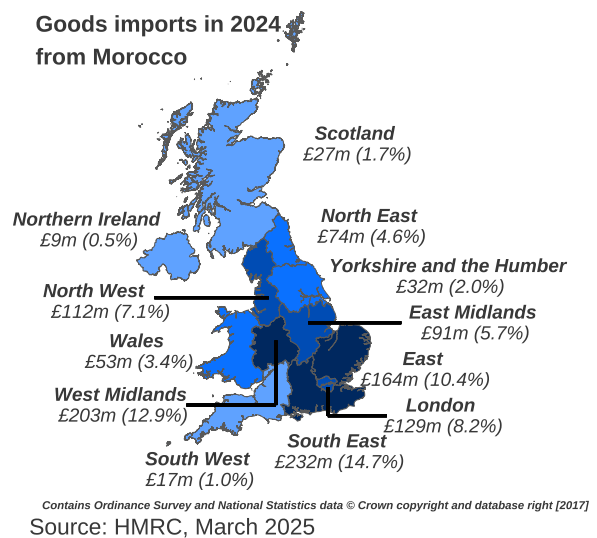 Goods imports in 2024
from Morocco
Scotland
£27m (1.7%)
Northern Ireland
£9m (0.5%)
North East
£74m (4.6%)
Yorkshire and the Humber
£32m (2.0%)
North West
£112m (7.1%)
East Midlands
£91m (5.7%)
Wales
£53m (3.4%)
East
£164m (10.4%)
West Midlands
£203m (12.9%)
London
£129m (8.2%)
South East
£232m (14.7%)
South West
£17m (1.0%)
Contains Ordinance Survey and National Statistics data © Crown copyright and database right [2017]
Source: HMRC, March 2025